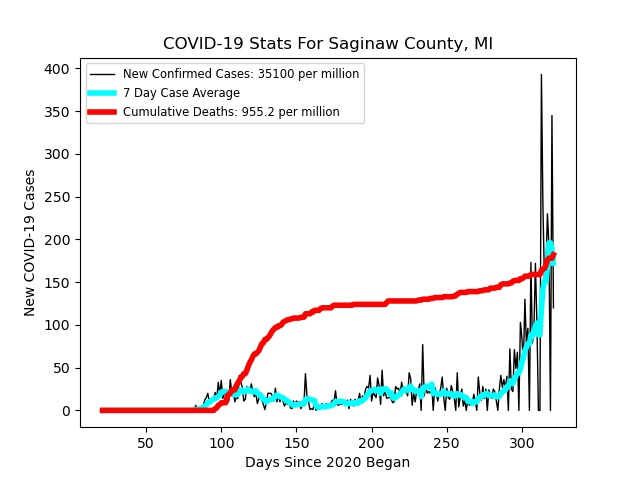 COVID-19 Stats For Saginaw County, MI
New Confirmed Cases: 35100 per million
7 Day Case Average
Cumulative Deaths: 955.2 per million
New COVID-19 Cases
400
350
300
250
200
150
100
50
0
50 100 150 200 250 300
Days Since 2020 Began